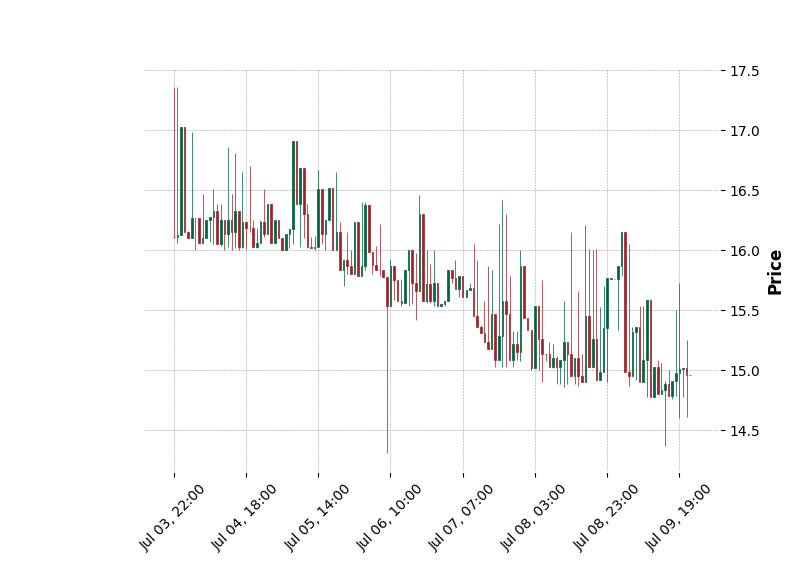 17.5
17.0
16.5
16.0
15.5
15.0
14.5
Price
Jul 03, 22:00
Jul 04, 18:00
Jul 05, 14:00
Jul 06, 10:00
Jul 07, 07:00
Jul 08, 03:00
Jul 08, 23:00
Jul 09, 19:00